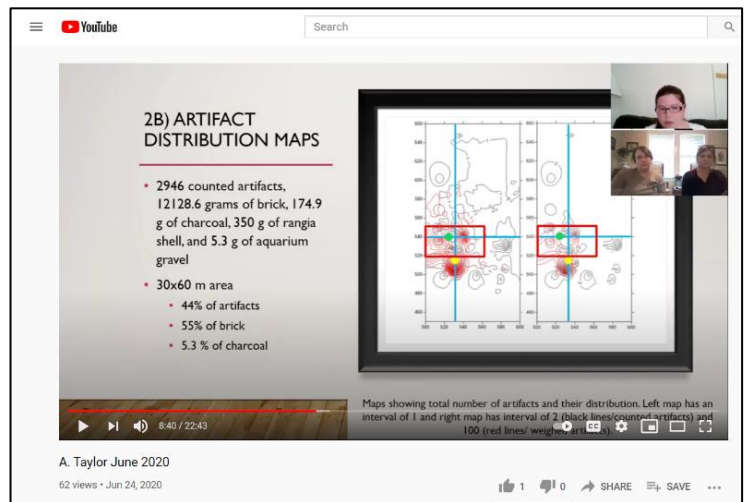 YouTube
Search
2B) ARTIFACT
DISTRIBUTION MAPS
• 2946 counted artifacts,
12128.6 grams of brick, 174.9
g of charcoal, 350 g of rangia
shell, and 5.3 g of aquarium
gravel
• 30x60 m area
• 44% of artifacts
• 55% of brick
• 5.3 % of charcoal
Maps showing total number of artifacts and their distribution. Left map has an
interval of 1 and right map has interval of 2 (black lines/counted artifacts) and
100 (red lines/ weighed artifacts).
8:40 / 22:43
CC
A. Taylor June 2020
62 views • Jun 24, 2020
1
0
SHARE
SAVE